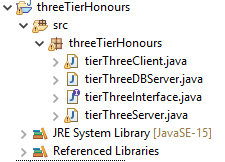 threeTierHonours
src
threeTierHonours
tierThreeClient.java
tierThreeDBServer.java
tierThreeInterface.java
tierThreeServer.java
JRE System Library [JavaSE-15]
Referenced Libraries